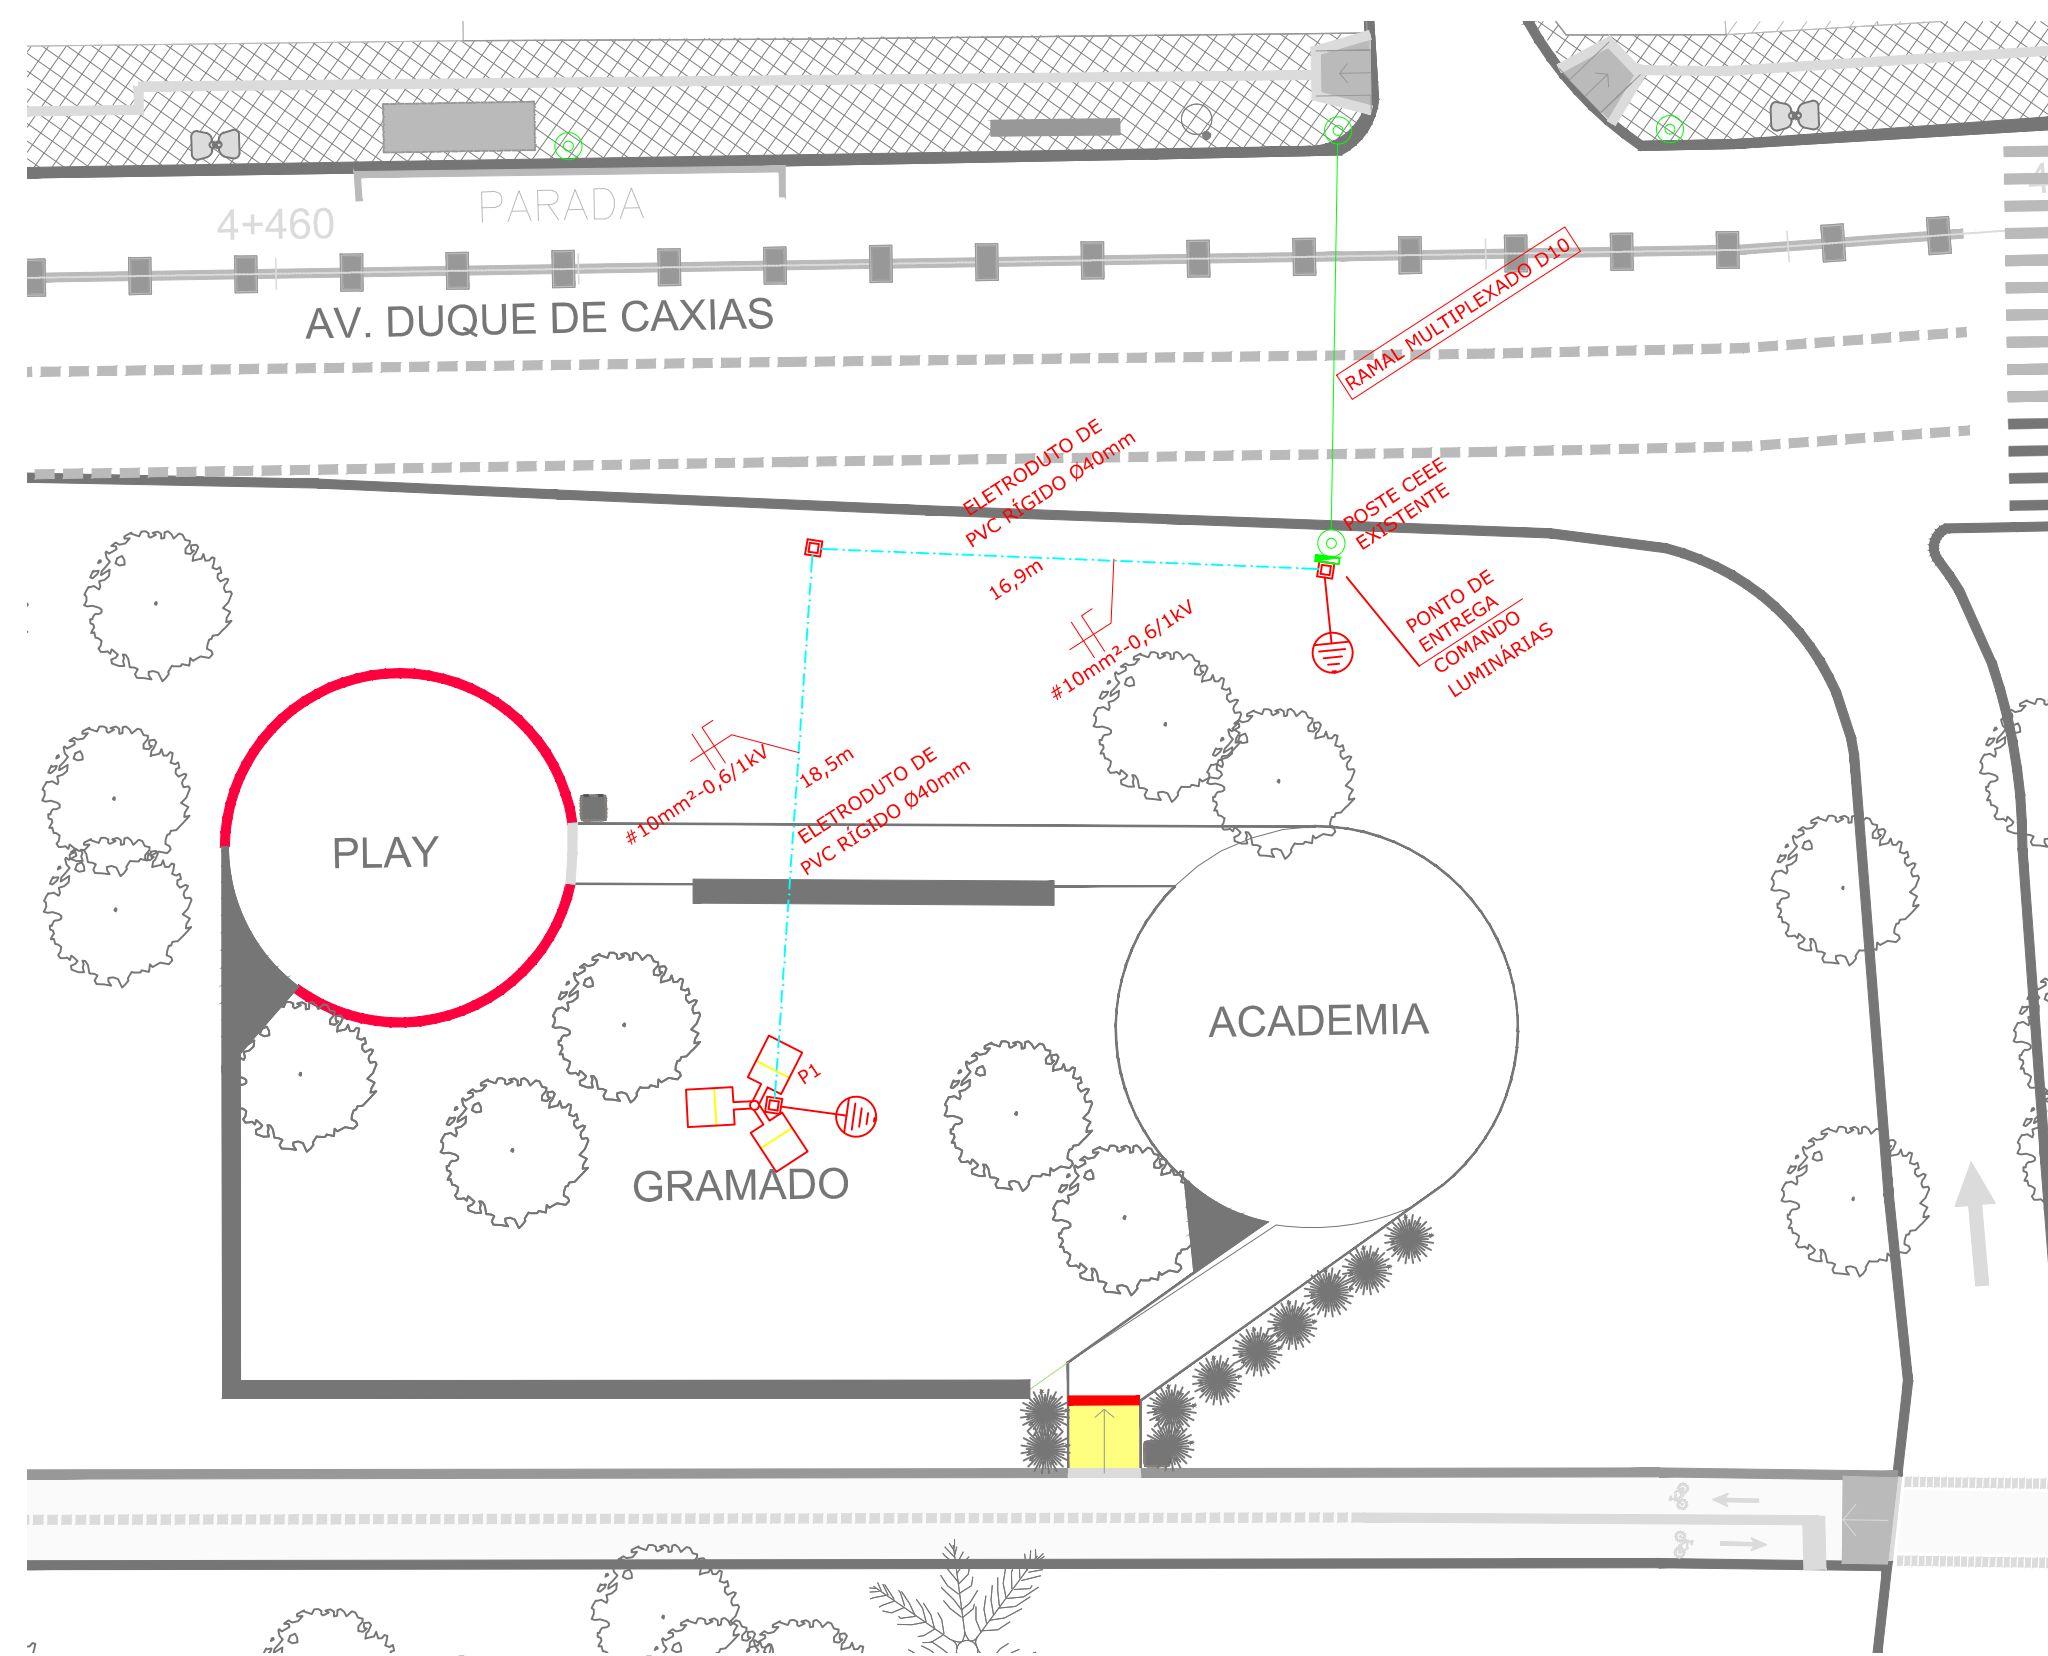 PARADA
4+460
4
AV. DUQUE DE CAXIAS
RAMAL MULTIPLEXADO D10
ELETRODUTO DE
PVC RÍGIDO Ø40mm
16,9m
#10mm²-0,6/1kV
POSTE CEEE
EXISTENTE
PONTO DE
ENTREGA
COMANDO
LUMINÁRIAS
#10mm²-0,6/1kV
18,5m
ELETRODUTO DE
PVC RÍGIDO Ø40mm
PLAY
ACADEMIA
P1
GRAMADO